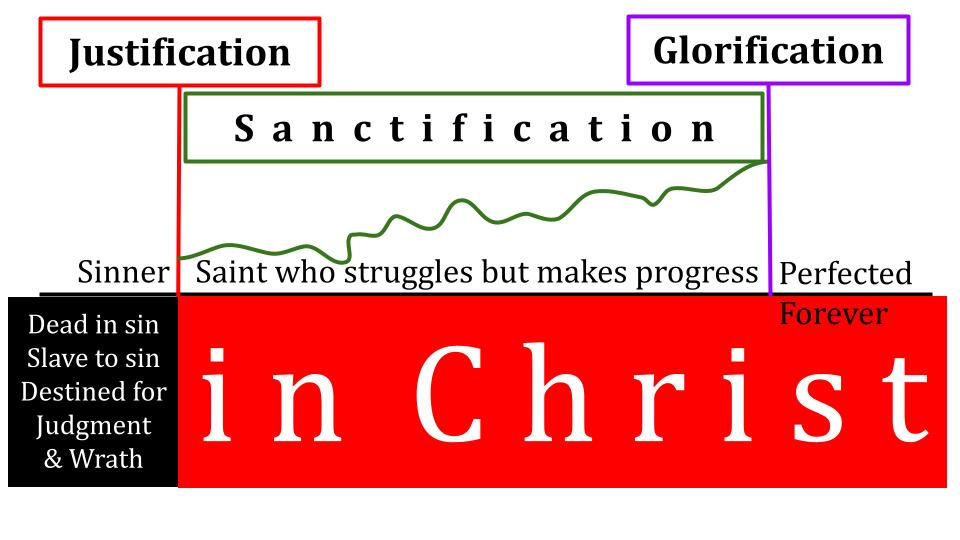 Justification
Glorification
Sanctification
Sinner
Saint who struggles but makes progress
Perfected
Forever
Dead in sin
Slave to sin
Destined for
Judgment
& Wrath
in Christ